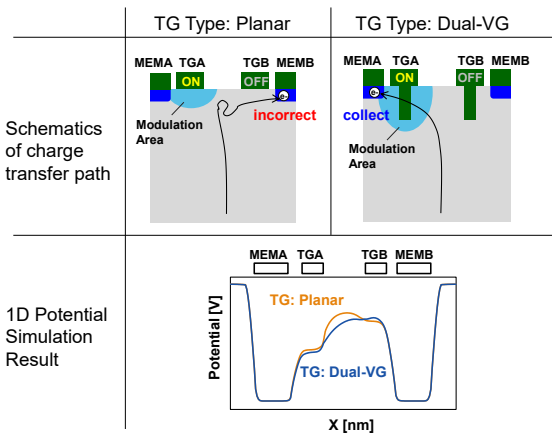 TG Type: Planar
TG Type: Dual-VG
Schematics
of charge
transfer path
MEMA TGA TGB MEMB
ON OFF
e-
incorrect
Modulation
Area
MEMA TGA TGB MEMB
ON OFF
e-
collect
Modulation
Area
1D Potential
Simulation
Result
MEMA TGA TGB MEMB
Potential [V]
TG: Planar
TG: Dual-VG
X [nm]